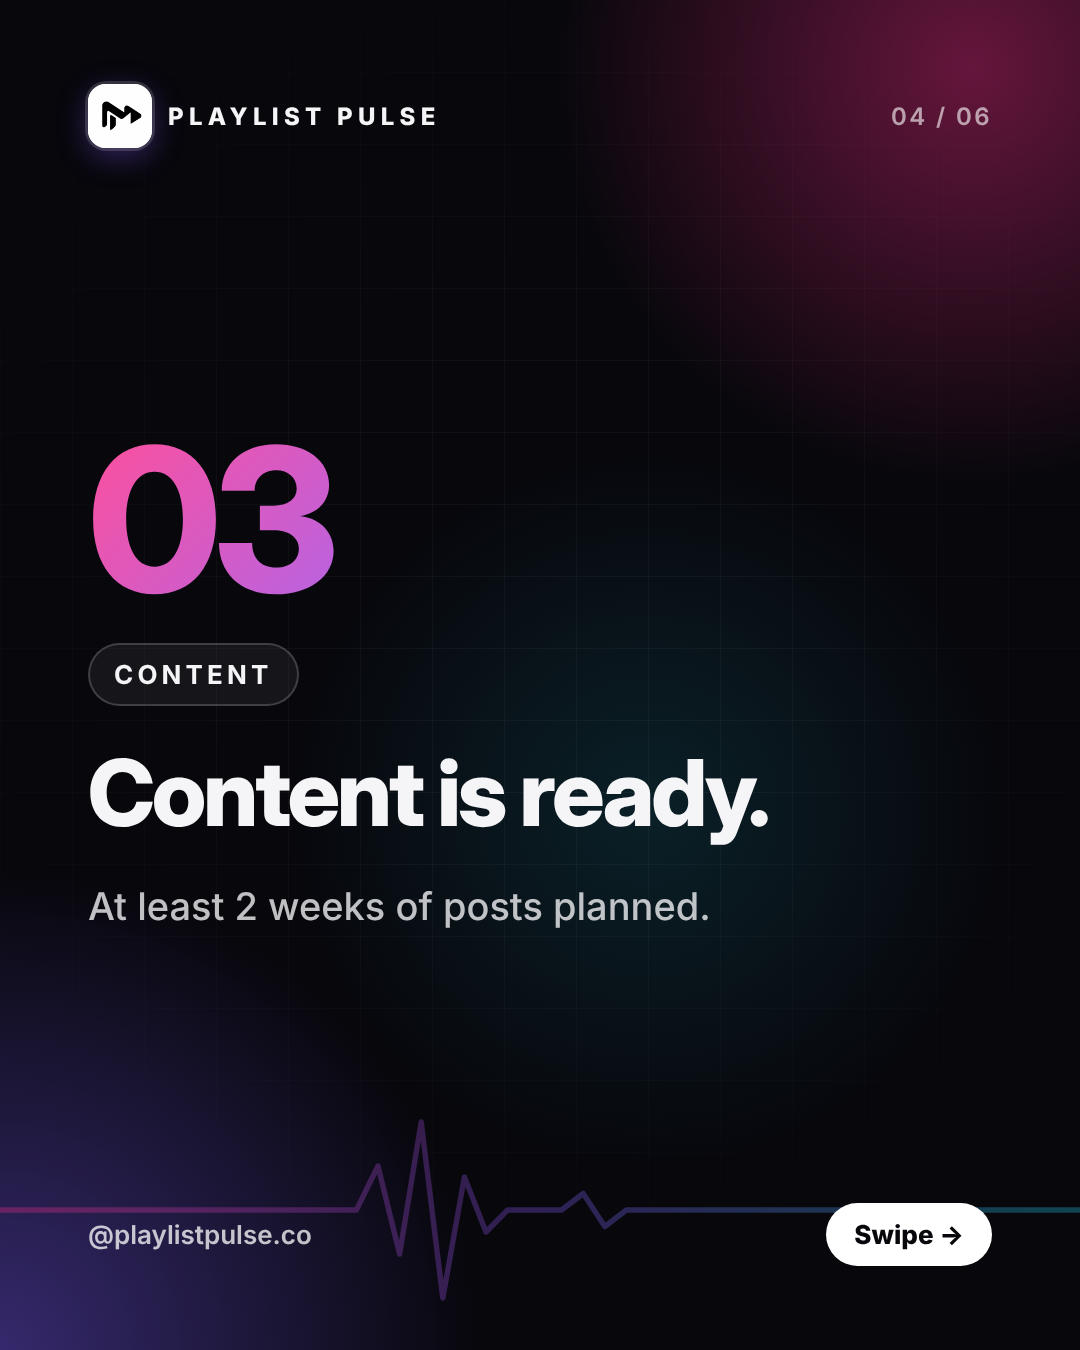 PLAYLIST PULSE
04 / 06
03
CONTENT
Content is ready.
At least 2 weeks of posts planned.
@playlistpulse.co
Swipe →